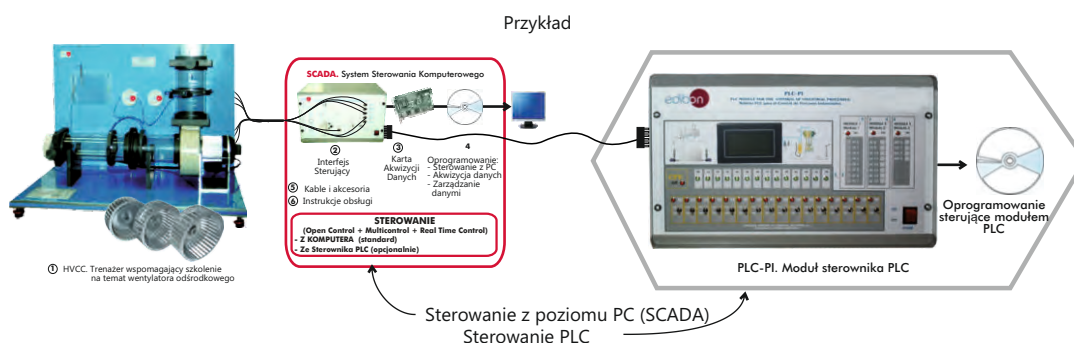 Przykład
SCADA. System Sterowania Komputerowego
② Interfejs Sterujący
③ Karta Akwizycji Danych
4 Oprogramowanie:
- Sterowanie z PC
- Akwizycja danych
- Zarządzanie danymi
⑤ Kable i akcesoria
⑥ Instrukcje obsługi
STEROWANIE
(Open Control + Multicontrol + Real Time Control)
- Z KOMPUTERA (standard)
- Ze Sterownika PLC (opcjonalnie)
① HVCC. Trenażer wspomagający szkolenie
na temat wentylatora odśrodkowego
edibon
PLC-PI
PLC-PI. Moduł sterownika PLC
Oprogramowanie
sterujące modułem
PLC
Sterowanie z poziomu PC (SCADA)
Sterowanie PLC